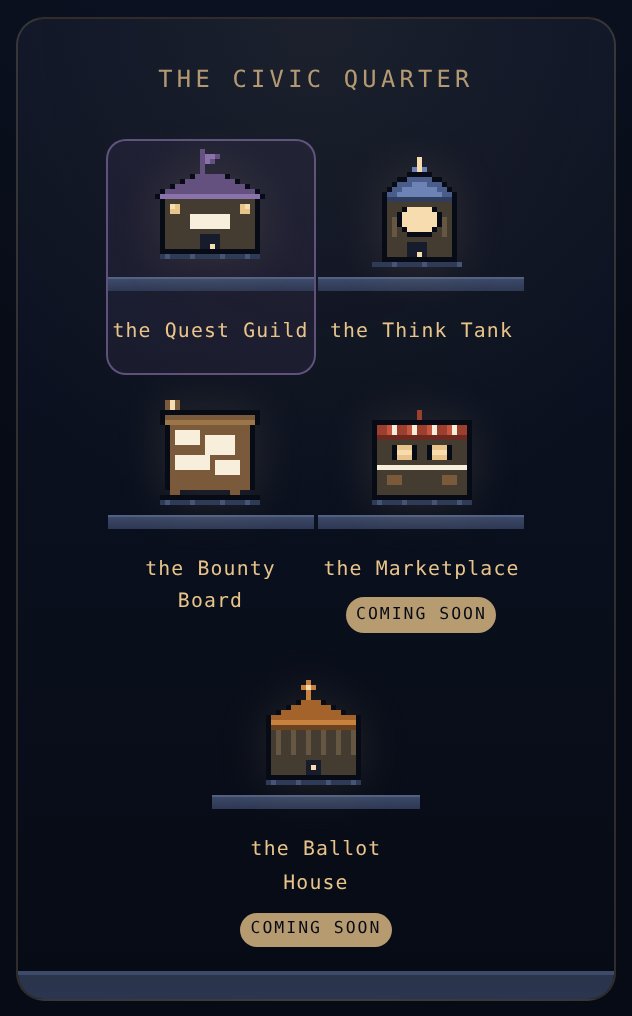 THE CIVIC QUARTER
the Quest Guild
the Think Tank
the Bounty
Board
the Marketplace
COMING SOON
the Ballot
House
COMING SOON